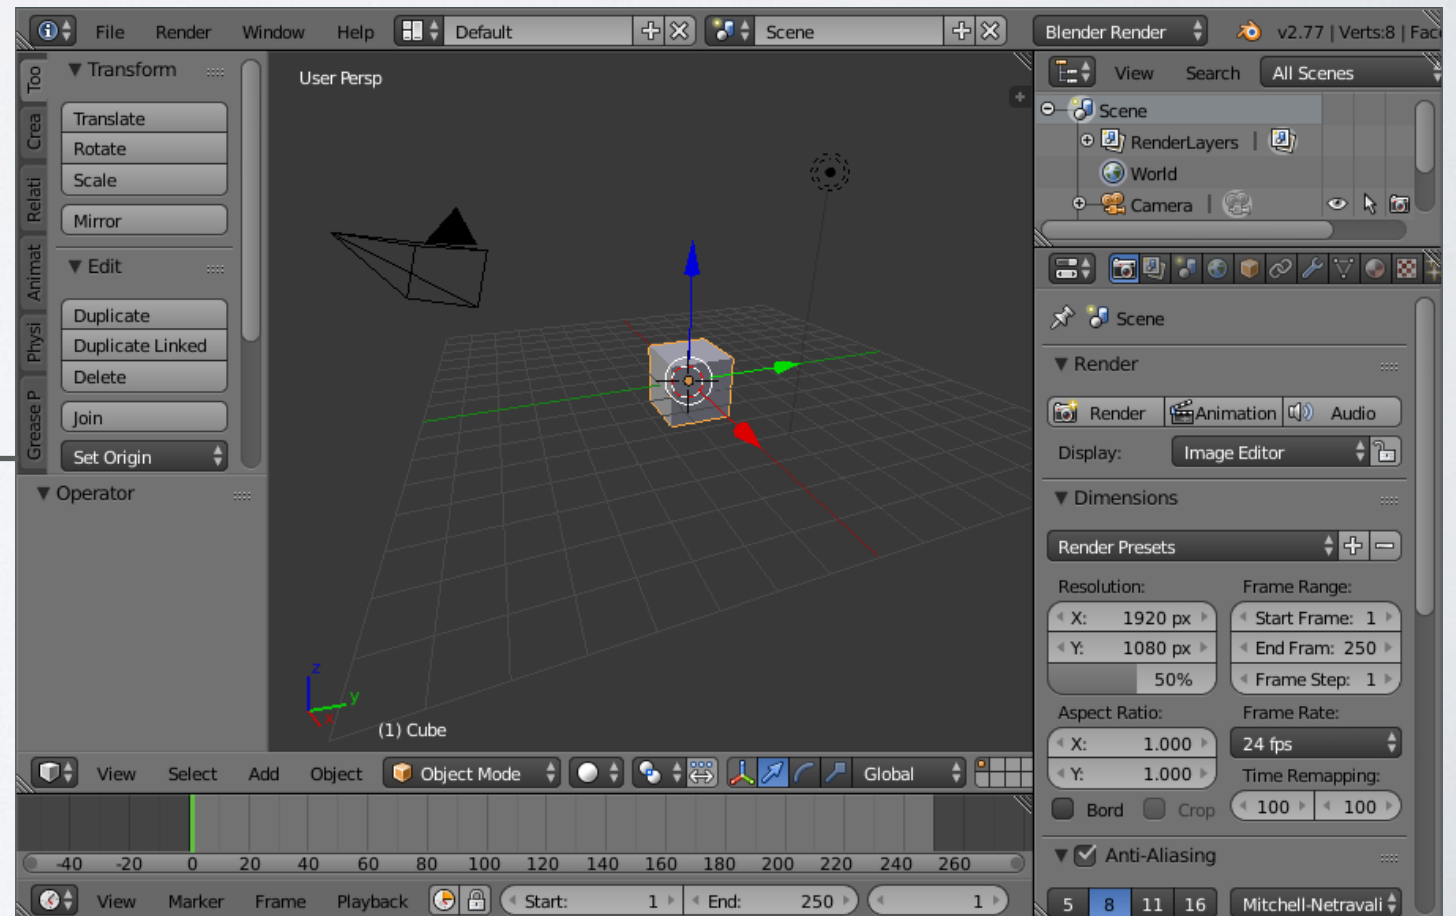 File Render Window Help Default Scene Blender Render v2.77 | Verts:8 | Fac
Too
Crea
Relati
Animat
Physi
Grease P
Transform
Translate
Rotate
Scale
Mirror
Edit
Duplicate
Duplicate Linked
Delete
Join
Set Origin
Operator
User Persp
z
y
x
(1) Cube
View Select Add Object Object Mode Global
-40 -20 0 20 40 60 80 100 120 140 160 180 200 220 240 260
View Marker Frame Playback Start: 1 End: 250 1
View Search All Scenes
Scene
RenderLayers |
World
Camera |
Scene
Render
Render Animation Audio
Display: Image Editor
Dimensions
Render Presets
Resolution: Frame Range:
X: 1920 px Start Frame: 1
Y: 1080 px End Fram: 250
50% Frame Step: 1
Aspect Ratio: Frame Rate:
X: 1.000 24 fps
Y: 1.000 Time Remapping:
Bord Crop 100 100
Anti-Aliasing
5 8 11 16 Mitchell-Netravali